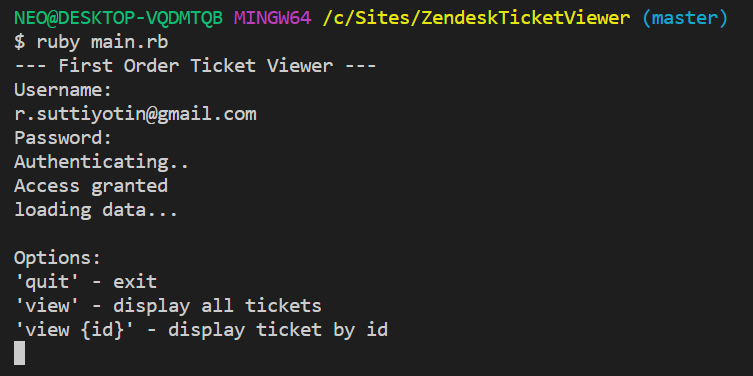 NEO@DESKTOP-VQDMTQB MINGW64 /c/Sites/ZendeskTicketViewer (master)
$ ruby main.rb
--- First Order Ticket Viewer ---
Username:
r.suttiyotin@gmail.com
Password:
Authenticating..
Access granted
loading data...
Options:
'quit' - exit
'view' - display all tickets
'view {id}' - display ticket by id